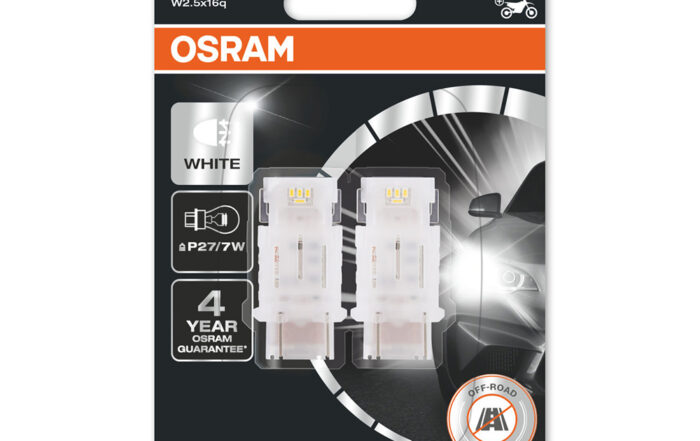 W2.5x16q
OSRAM
WHITE
P27/7W
4
YEAR
OSRAM
GUARANTEE*
OFF-ROAD